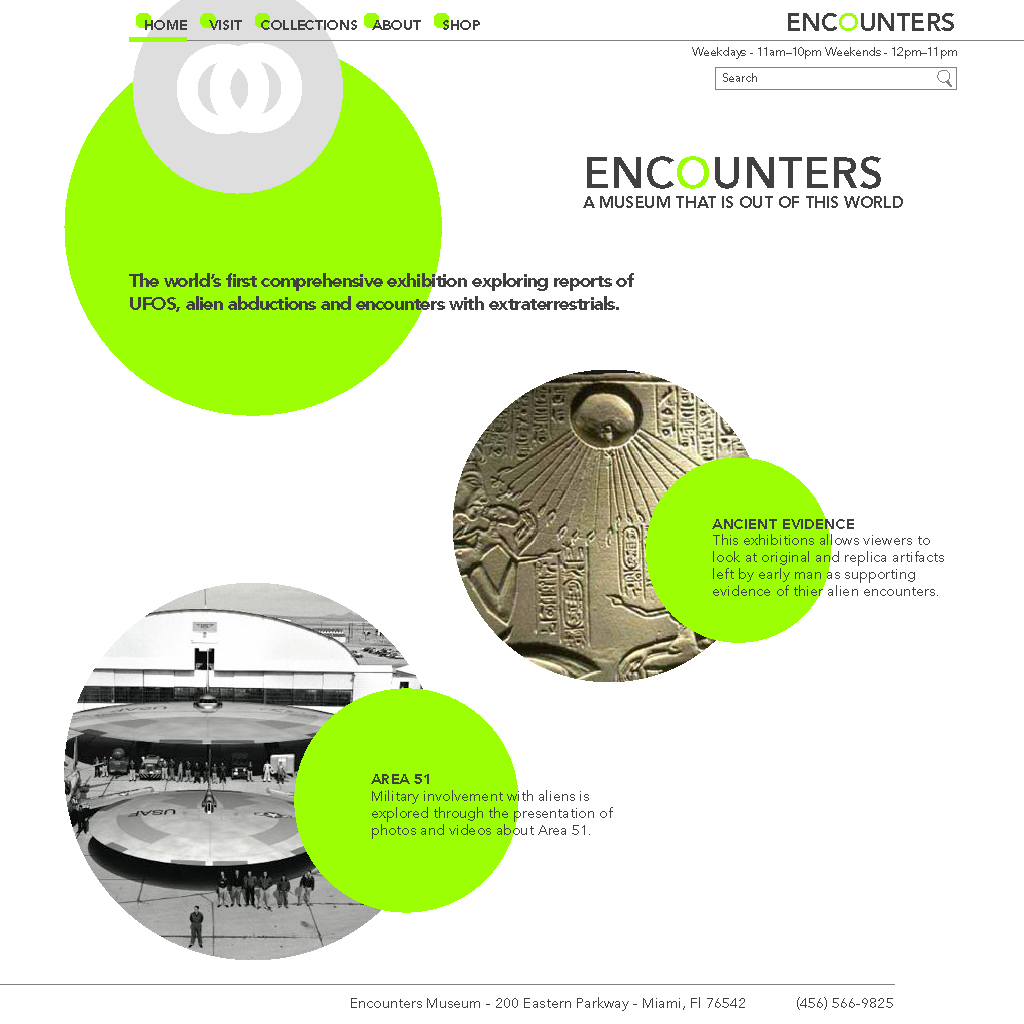 HOME VISIT COLLECTIONS ABOUT SHOP
ENCOUNTERS
Weekdays - 11am–10pm Weekends - 12pm–11pm
Search
ENCOUNTERS
A MUSEUM THAT IS OUT OF THIS WORLD
The world's first comprehensive exhibition exploring reports of
UFOS, alien abductions and encounters with extraterrestrials.
ANCIENT EVIDENCE
This exhibitions allows viewers to
look at original and replica artifacts
left by early man as supporting
evidence of thier alien encounters.
USAF
USAF
AREA 51
Military involvement with aliens is
explored through the presentation of
photos and videos about Area 51.
Encounters Museum - 200 Eastern Parkway - Miami, Fl 76542 (456) 566-9825